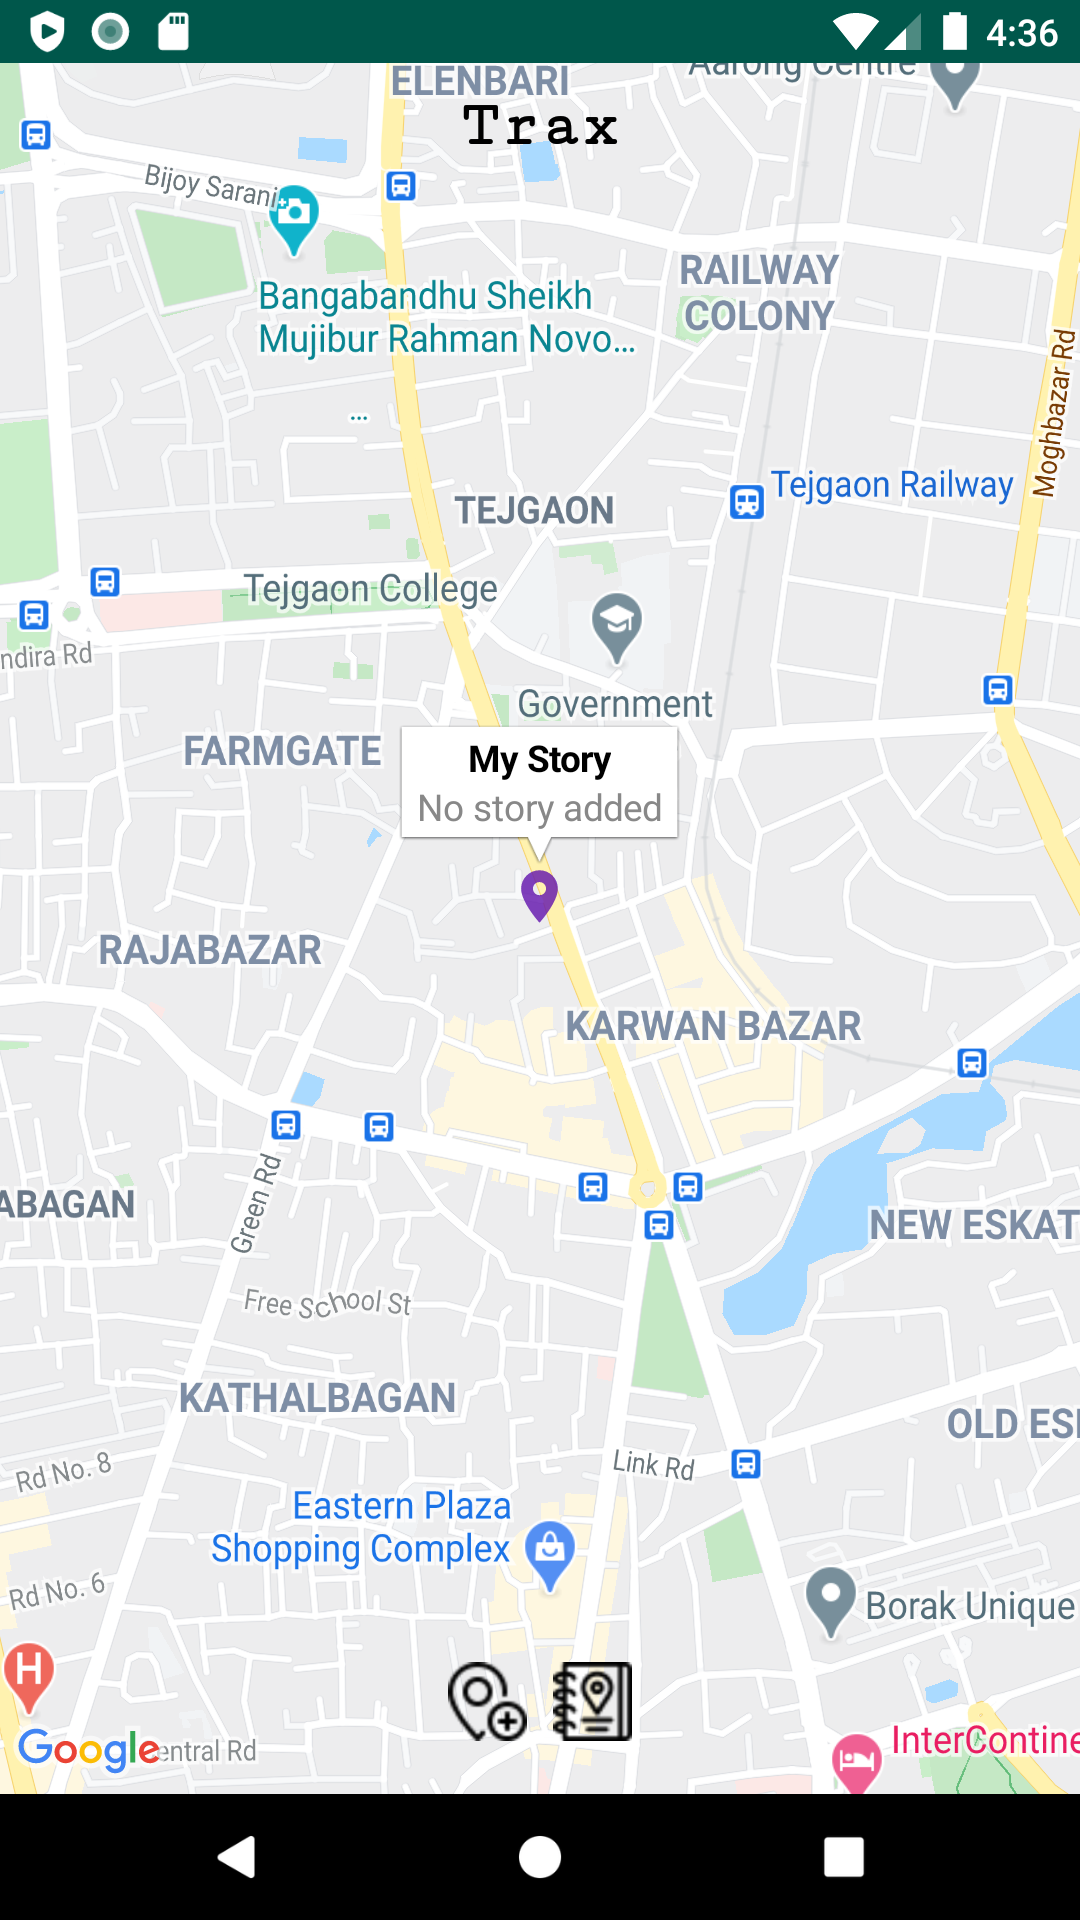 4:36
ELENBARI
Aarong Centre
Trax
Bijoy Sarani
Bangabandhu Sheikh
Mujibur Rahman Novo...
...
RAILWAY
COLONY
Moghbazar Rd
Tejgaon Railway
TEJGAON
Tejgaon College
ndira Rd
Government
FARMGATE
My Story
No story added
RAJABAZAR
KARWAN BAZAR
ABAGAN
Green Rd
NEW ESKAT
Free School St
KATHALBAGAN
OLD ES
Link Rd
Rd No. 8
Eastern Plaza
Shopping Complex
Rd No. 6
Borak Unique
H
InterContine
Google
entral Rd